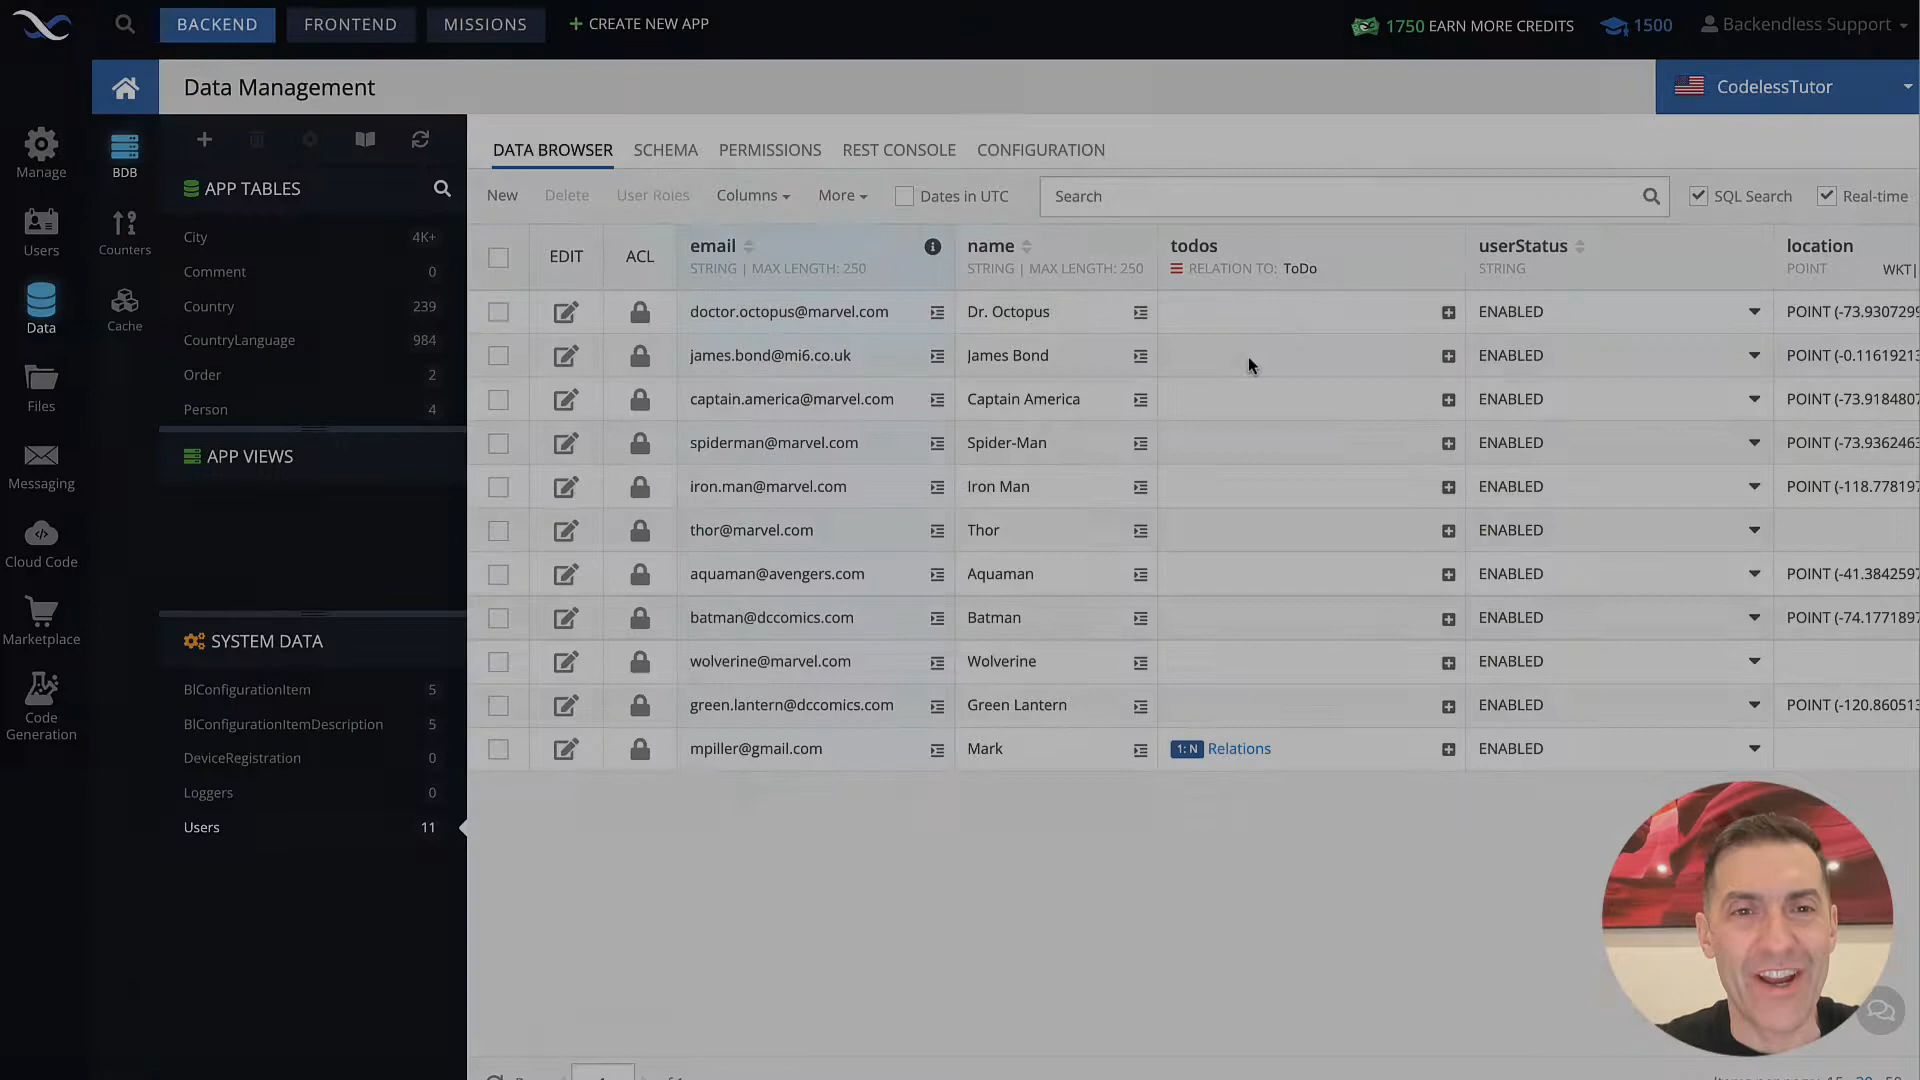 BACKEND FRONTEND MISSIONS + CREATE NEW APP 1750 EARN MORE CREDITS 1500 Backendless Support
Data Management CodelessTutor
Manage
Users
Data
Files
Messaging
Cloud Code
Marketplace
Code
Generation
BDB
Counters
Cache
APP TABLES
City 4K+
Comment 0
Country 239
CountryLanguage 984
Order 2
Person 4
APP VIEWS
SYSTEM DATA
BlConfigurationItem 5
BlConfigurationItemDescription 5
DeviceRegistration 0
Loggers 0
Users 11
DATA BROWSER SCHEMA PERMISSIONS REST CONSOLE CONFIGURATION
New Delete User Roles Columns More Dates in UTC Search SQL Search Real-time
EDIT ACL email name todos userStatus location
STRING | MAX LENGTH: 250 STRING | MAX LENGTH: 250 RELATION TO: ToDo STRING POINT WKT|
doctor.octopus@marvel.com Dr. Octopus ENABLED POINT (-73.9307299
james.bond@mi6.co.uk James Bond ENABLED POINT (-0.11619213
captain.america@marvel.com Captain America ENABLED POINT (-73.9184807
spiderman@marvel.com Spider-Man ENABLED POINT (-73.9362463
iron.man@marvel.com Iron Man ENABLED POINT (-118.778197
thor@marvel.com Thor ENABLED
aquaman@avengers.com Aquaman ENABLED POINT (-41.3842597
batman@dccomics.com Batman ENABLED POINT (-74.1771897
wolverine@marvel.com Wolverine ENABLED
green.lantern@dccomics.com Green Lantern ENABLED POINT (-120.860513
mpiller@gmail.com Mark 1: N Relations ENABLED